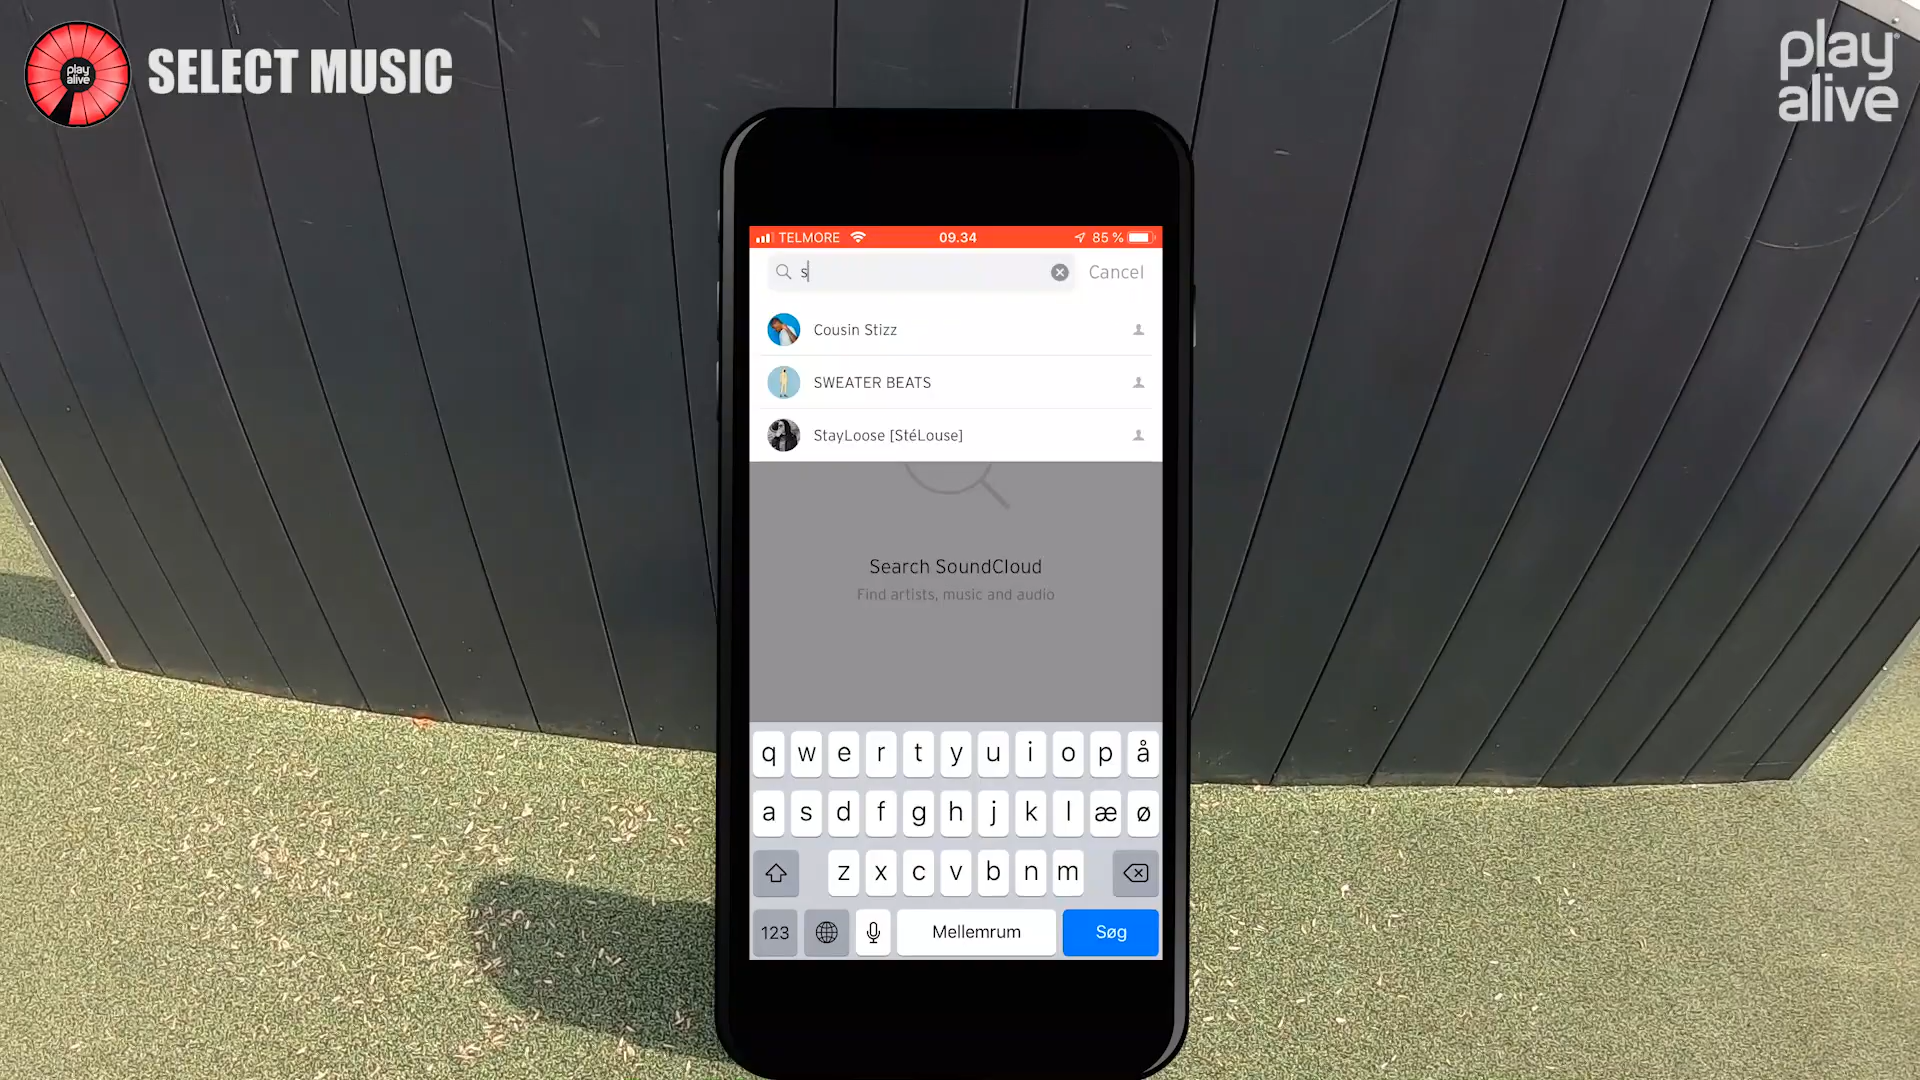 play
alive
SELECT MUSIC
play
alive
TELMORE
09.34
85 %
s
Cancel
Cousin Stizz
SWEATER BEATS
StayLoose [StéLouse]
Search SoundCloud
Find artists, music and audio
q w e r t y u i o p å
a s d f g h j k l æ ø
z x c v b n m
123
Mellemrum
Søg